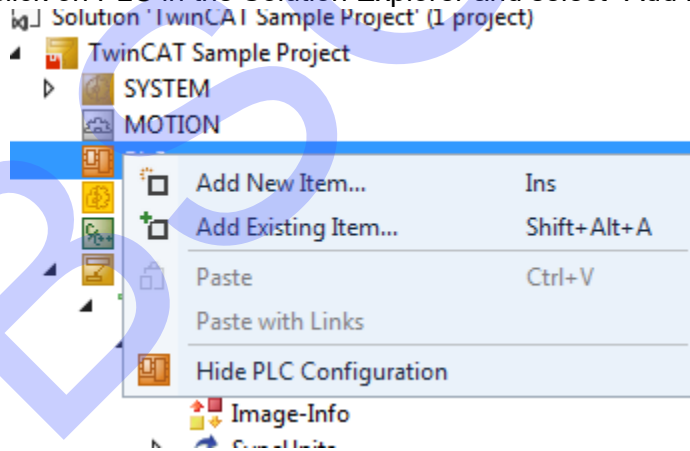 Solution 'TwinCAT Sample Project' (1 project)
TwinCAT Sample Project
SYSTEM
MOTION
Add New Item... Ins
Add Existing Item... Shift+Alt+A
Paste Ctrl+V
Paste with Links
Hide PLC Configuration
Image-Info